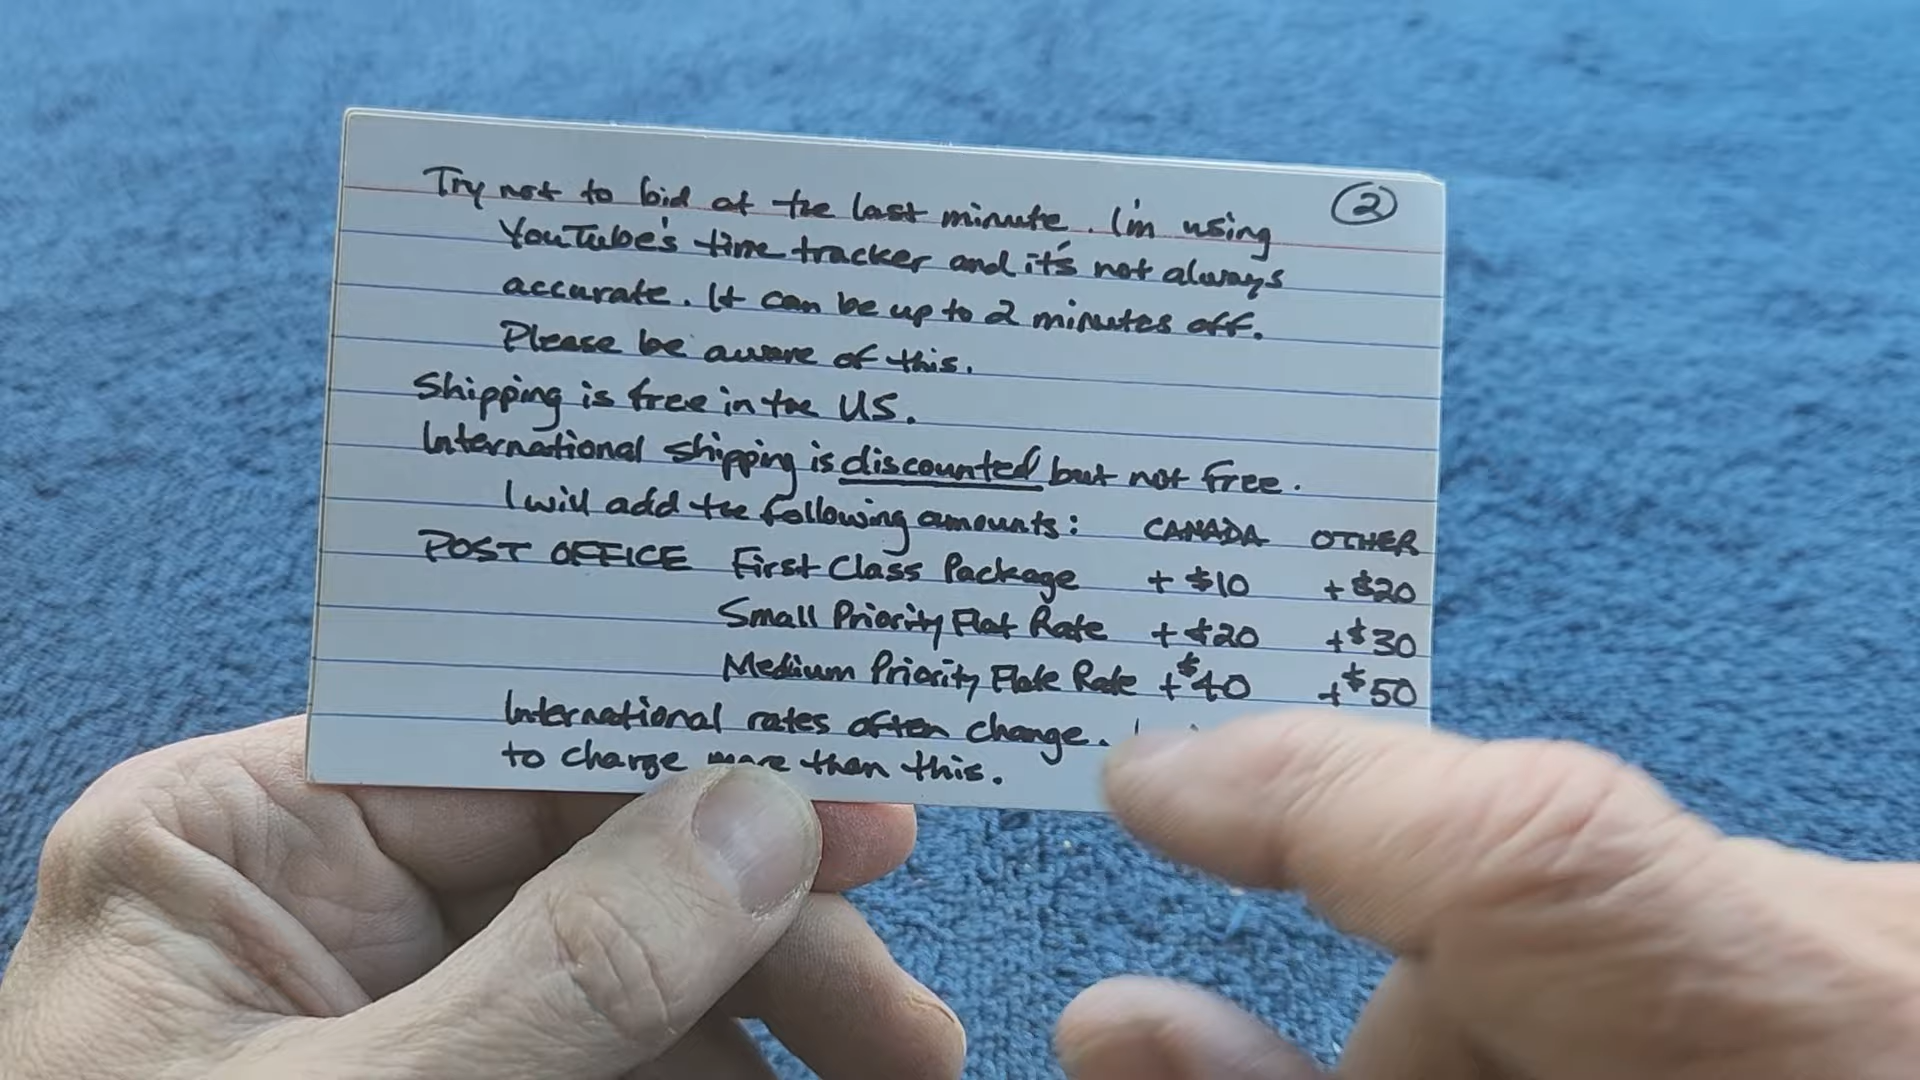 Try not to bid at the last minute. I'm using ②
YouTube's time tracker and it's not always
accurate. It can be up to 2 minutes off.
Please be aware of this.
Shipping is free in the US.
International shipping is discounted but not free.
I will add the following amounts: CANADA OTHER
POST OFFICE First Class Package + $10 + $20
Small Priority Flat Rate + $20 + $30
Medium Priority Flate Rate + $40 + $50
International rates often change.
to charge more than this.